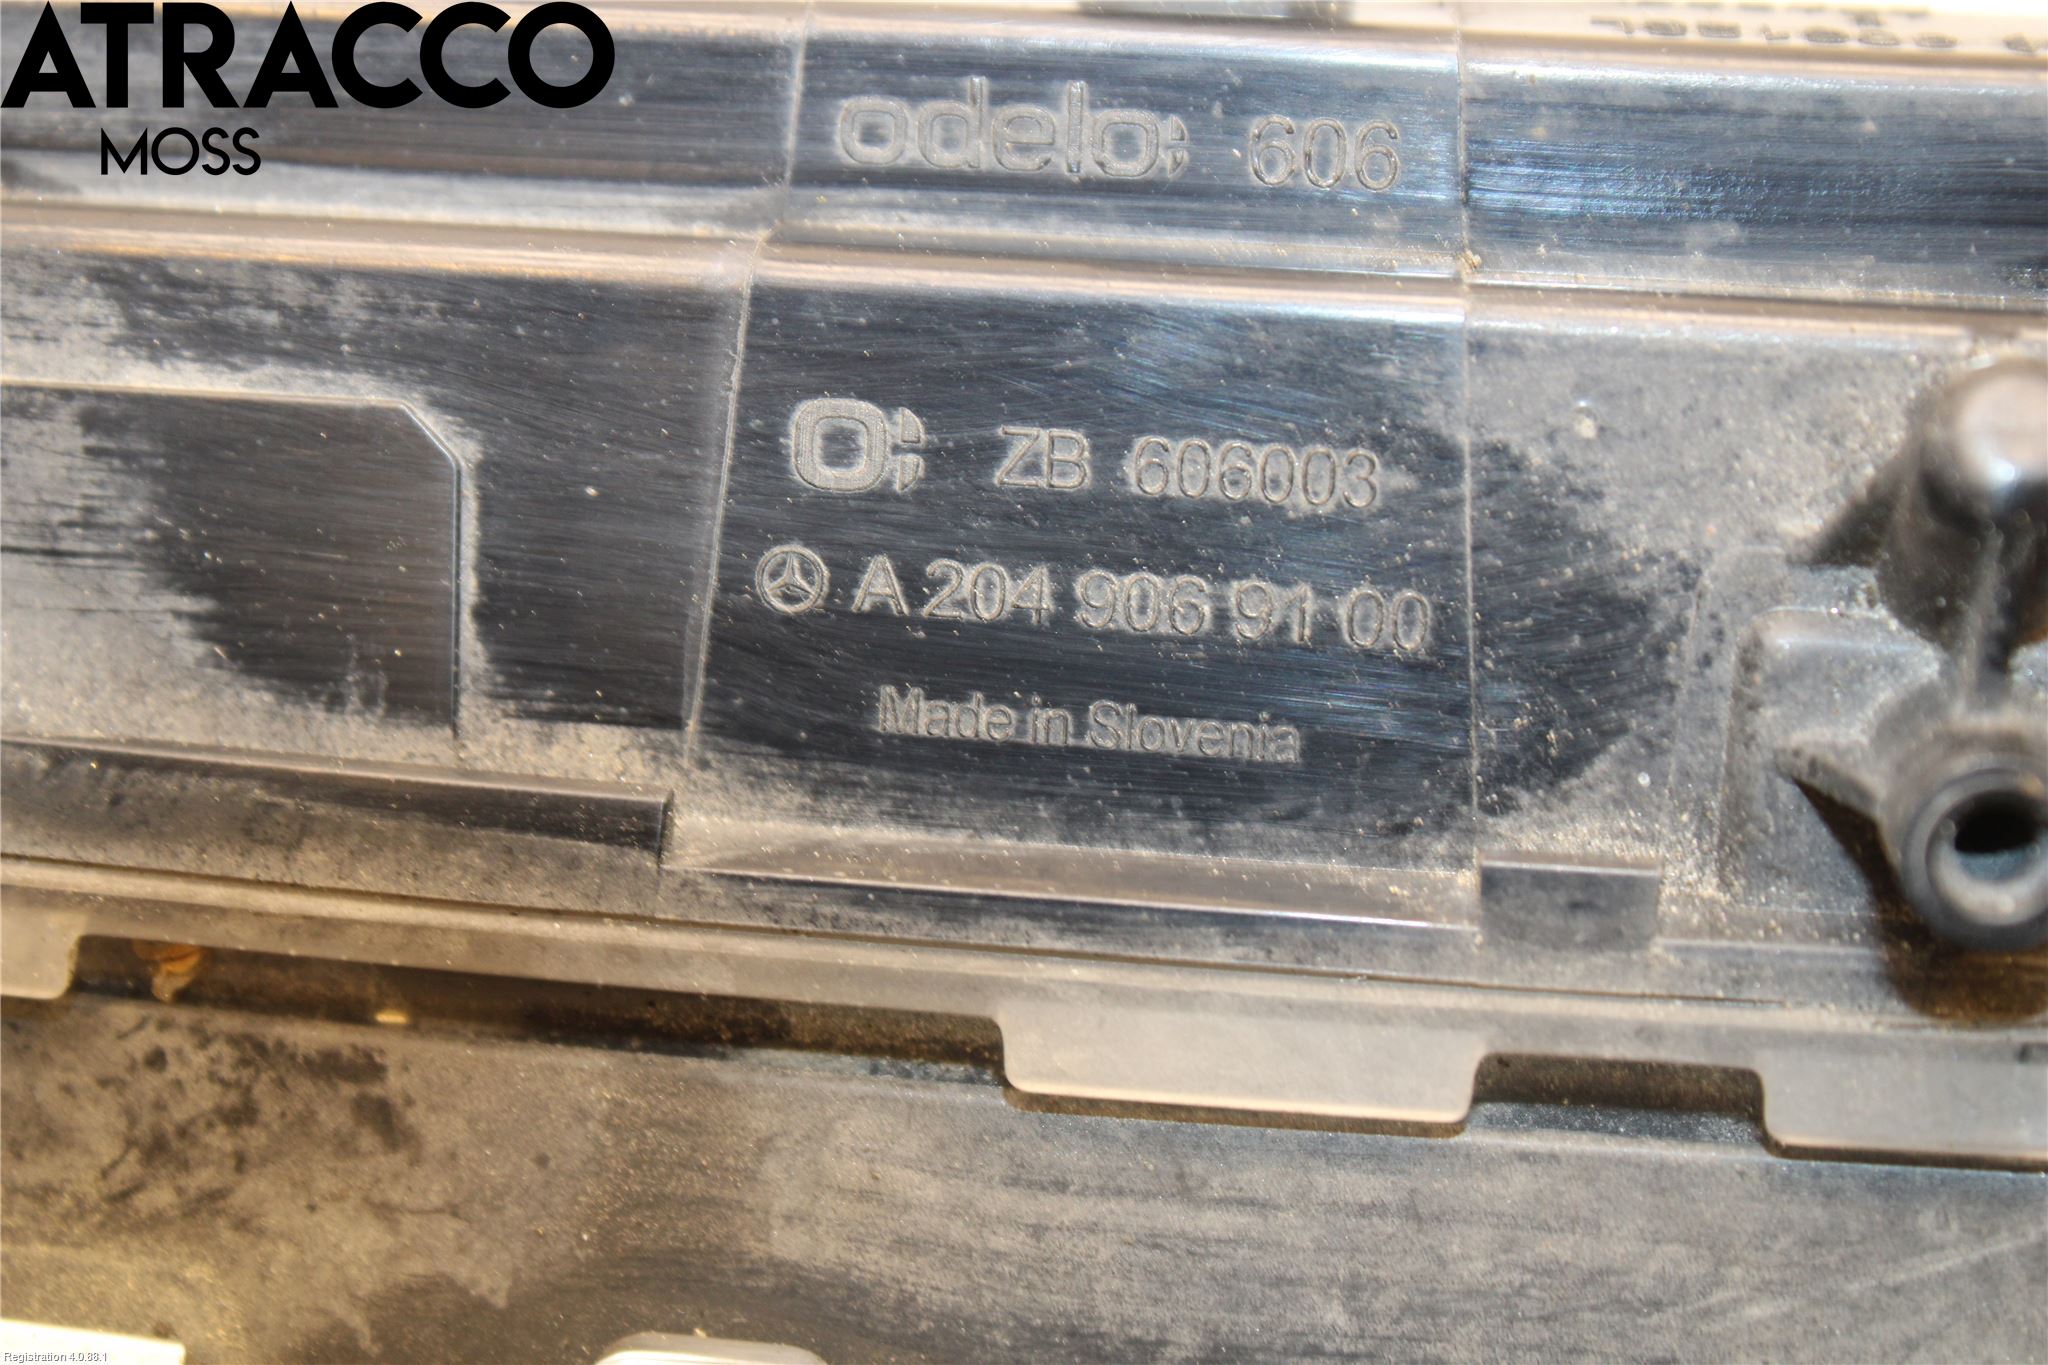 ATRACCO
MOSS
odelo 606
ZB 606003
A 204 906 91 00
Made in Slovenia
Registration 4.0.88.1